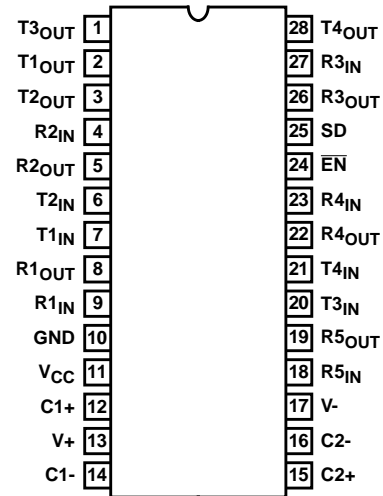 T3OUT 1 28 T4OUT
T1OUT 2 27 R3IN
T2OUT 3 26 R3OUT
R2IN 4 25 SD
R2OUT 5 24 E̅N̅
T2IN 6 23 R4IN
T1IN 7 22 R4OUT
R1OUT 8 21 T4IN
R1IN 9 20 T3IN
GND 10 19 R5OUT
VCC 11 18 R5IN
C1+ 12 17 V-
V+ 13 16 C2-
C1- 14 15 C2+